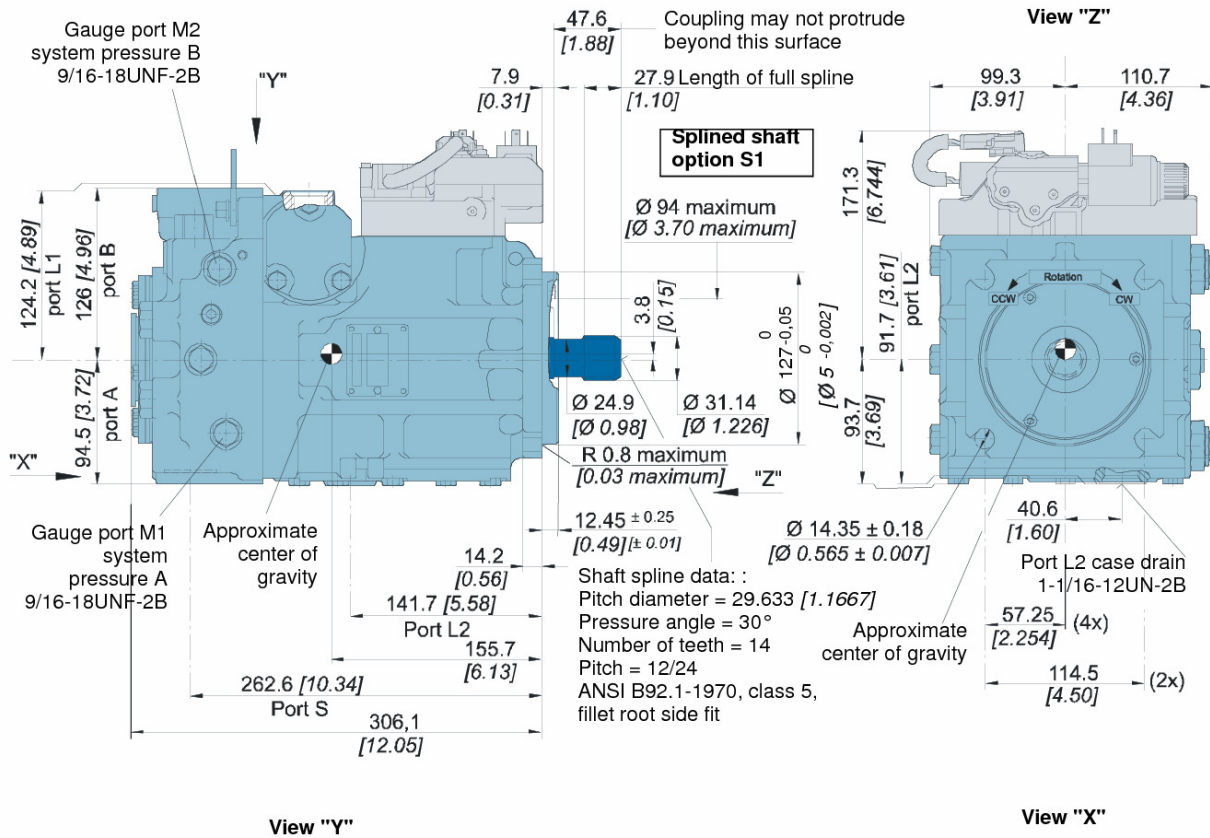 Gauge port M2
system pressure B
9/16-18UNF-2B
"Y"
47.6
[1.88]
Coupling may not protrude
beyond this surface
7.9
[0.31]
27.9 Length of full spline
[1.10]
Splined shaft
option S1
Ø 94 maximum
[Ø 3.70 maximum]
124.2 [4.89]
port L1
126 [4.96]
port B
94.5 [3.72]
port A
3.8
[0.15]
Ø 127 0 -0,05
[Ø 5 0 -0,002]
Ø 24.9
[Ø 0.98]
Ø 31.14
[Ø 1.226]
R 0.8 maximum
[0.03 maximum]
"X"
"Z"
Gauge port M1
system
pressure A
9/16-18UNF-2B
Approximate
center of
gravity
12.45 ± 0.25
[0.49] [± 0.01]
14.2
[0.56]
141.7 [5.58]
Port L2
155.7
[6.13]
262.6 [10.34]
Port S
306,1
[12.05]
Shaft spline data: :
Pitch diameter = 29.633 [1.1667]
Pressure angle = 30°
Number of teeth = 14
Pitch = 12/24
ANSI B92.1-1970, class 5,
fillet root side fit
View "Z"
99.3
[3.91]
110.7
[4.36]
171.3
[6.744]
91.7 [3.61]
port L2
93.7
[3.69]
Rotation
CCW
CW
Ø 14.35 ± 0.18
[Ø 0.565 ± 0.007]
40.6
[1.60]
Port L2 case drain
1-1/16-12UN-2B
57.25
[2.254]
(4x)
Approximate
center of gravity
114.5
[4.50]
(2x)
View "Y"
View "X"